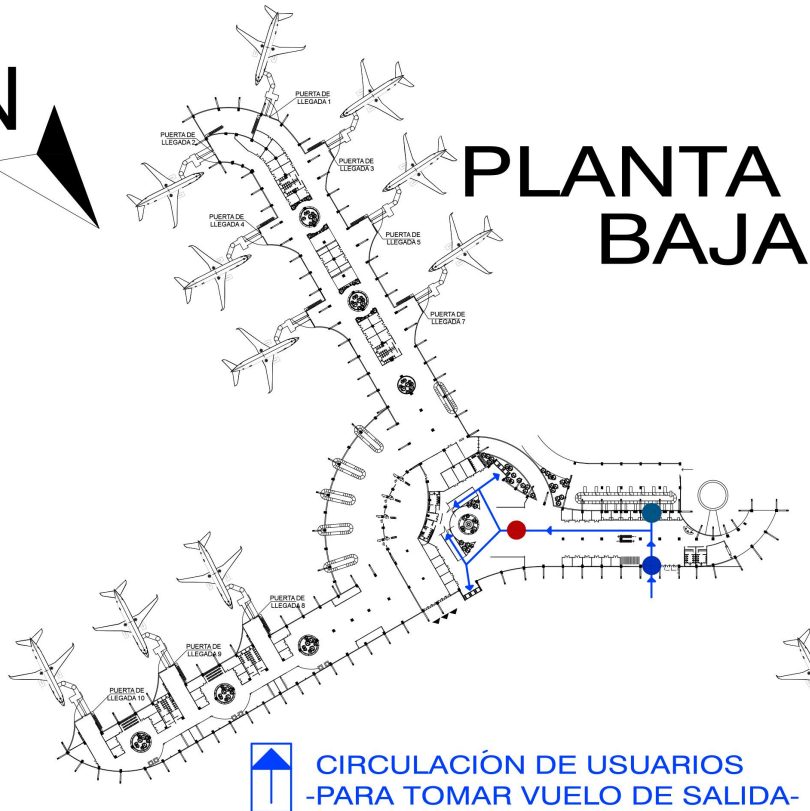 N
PLANTA
BAJA
PUERTA DE
LLEGADA 1
PUERTA DE
LLEGADA 2
PUERTA DE
LLEGADA 3
PUERTA DE
LLEGADA 4
PUERTA DE
LLEGADA 5
PUERTA DE
LLEGADA 7
PUERTA DE
LLEGADA 8
PUERTA DE
LLEGADA 9
PUERTA DE
LLEGADA 10
CIRCULACIÓN DE USUARIOS
-PARA TOMAR VUELO DE SALIDA-